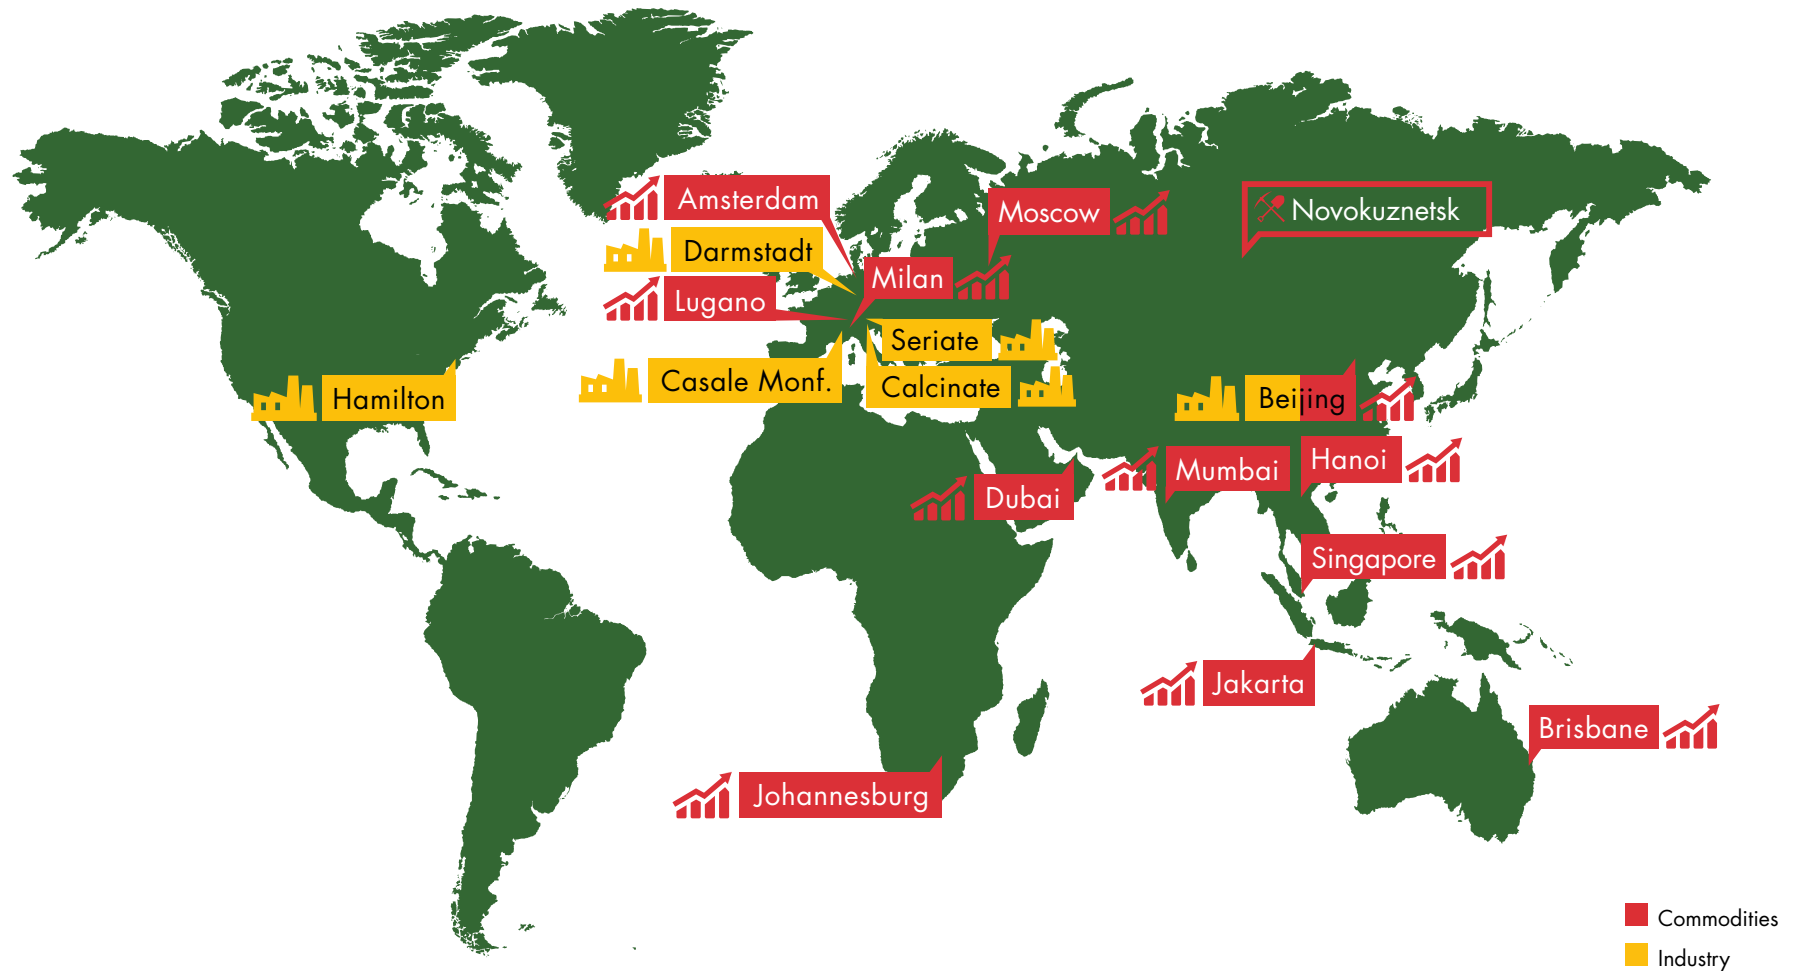 Amsterdam
Moscow
Novokuznetsk
Darmstadt
Milan
Lugano
Seriate
Casale Monf.
Calcinate
Hamilton
Beijing
Hanoi
Mumbai
Dubai
Singapore
Jakarta
Brisbane
Johannesburg
Commodities
Industry